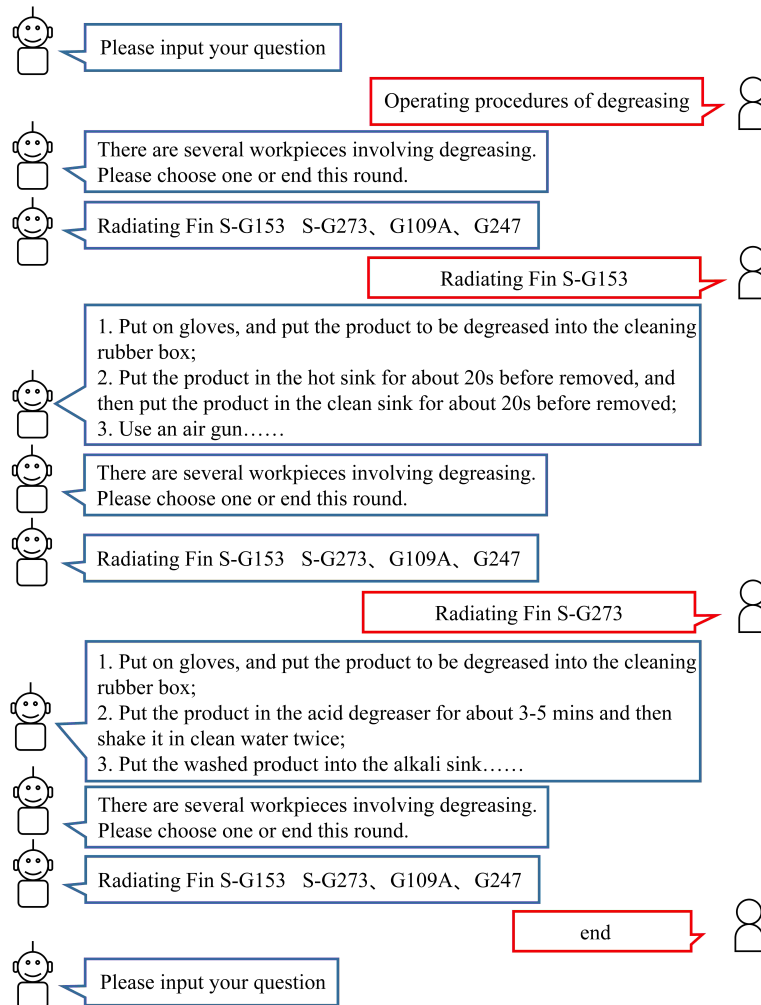 Please input your question
Operating procedures of degreasing
There are several workpieces involving degreasing.
Please choose one or end this round.
Radiating Fin S-G153   S-G273、G109A、G247
Radiating Fin S-G153
1. Put on gloves, and put the product to be degreased into the cleaning
rubber box;
2. Put the product in the hot sink for about 20s before removed, and
then put the product in the clean sink for about 20s before removed;
3. Use an air gun……
There are several workpieces involving degreasing.
Please choose one or end this round.
Radiating Fin S-G153   S-G273、G109A、G247
Radiating Fin S-G273
1. Put on gloves, and put the product to be degreased into the cleaning
rubber box;
2. Put the product in the acid degreaser for about 3-5 mins and then
shake it in clean water twice;
3. Put the washed product into the alkali sink……
There are several workpieces involving degreasing.
Please choose one or end this round.
Radiating Fin S-G153   S-G273、G109A、G247
end
Please input your question